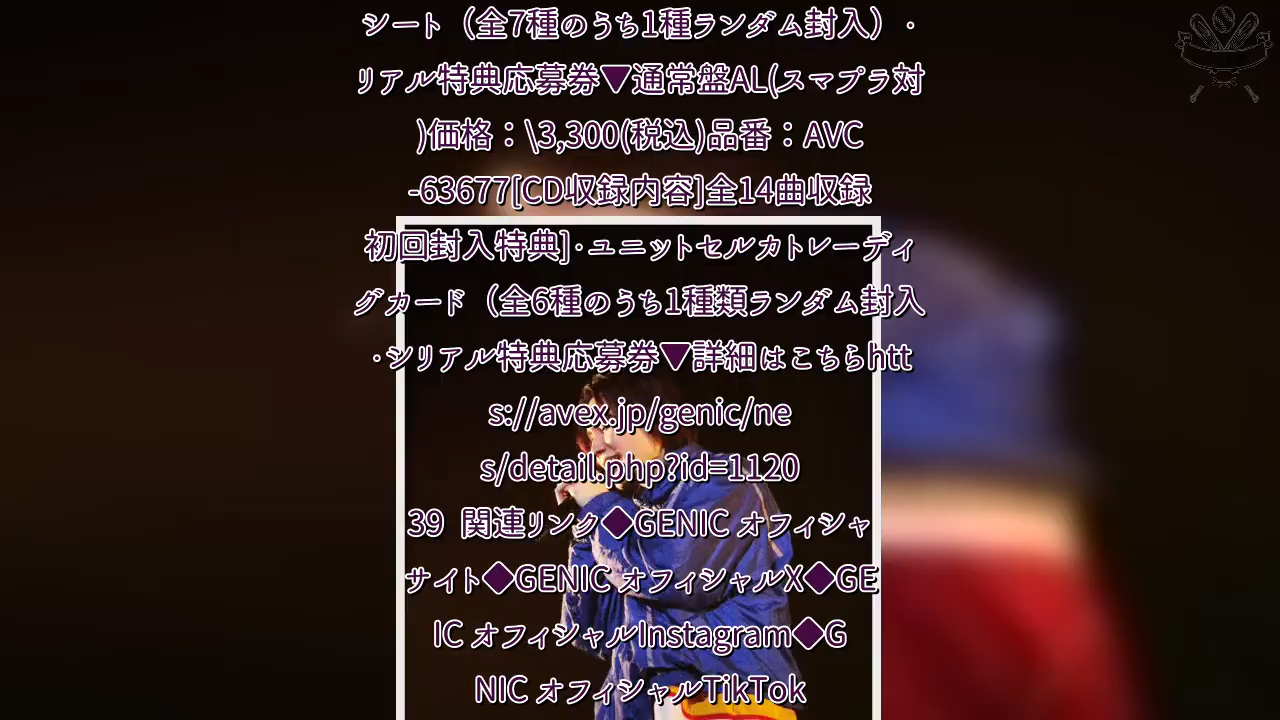 シート（全7種のうち1種ランダム封入）・
リアル特典応募券▼通常盤AL(スマプラ対
)価格：\3,300(税込)品番：AVC
-63677[CD収録内容]全14曲収録
初回封入特典]・ユニットセルカトレーディ
グカード（全6種のうち1種類ランダム封入
・シリアル特典応募券▼詳細はこちらhtt
s://avex.jp/genic/ne
s/detail.php?id=1120
39 関連リンク◆GENIC オフィシャ
サイト◆GENIC オフィシャルX◆GE
IC オフィシャルInstagram◆G
NIC オフィシャルTikTok